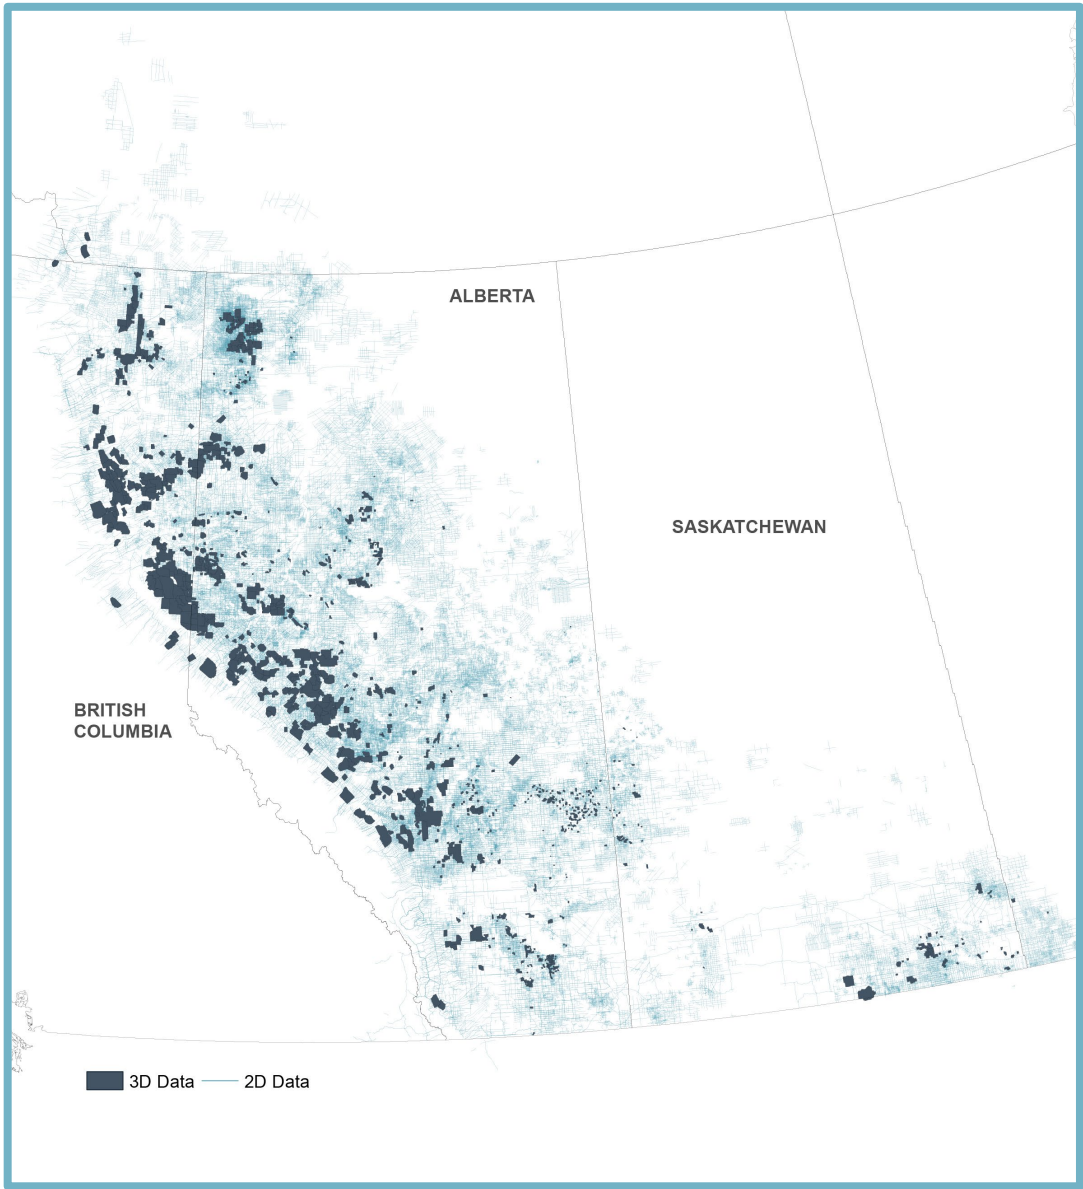 ALBERTA
SASKATCHEWAN
BRITISH
COLUMBIA
3D Data
2D Data